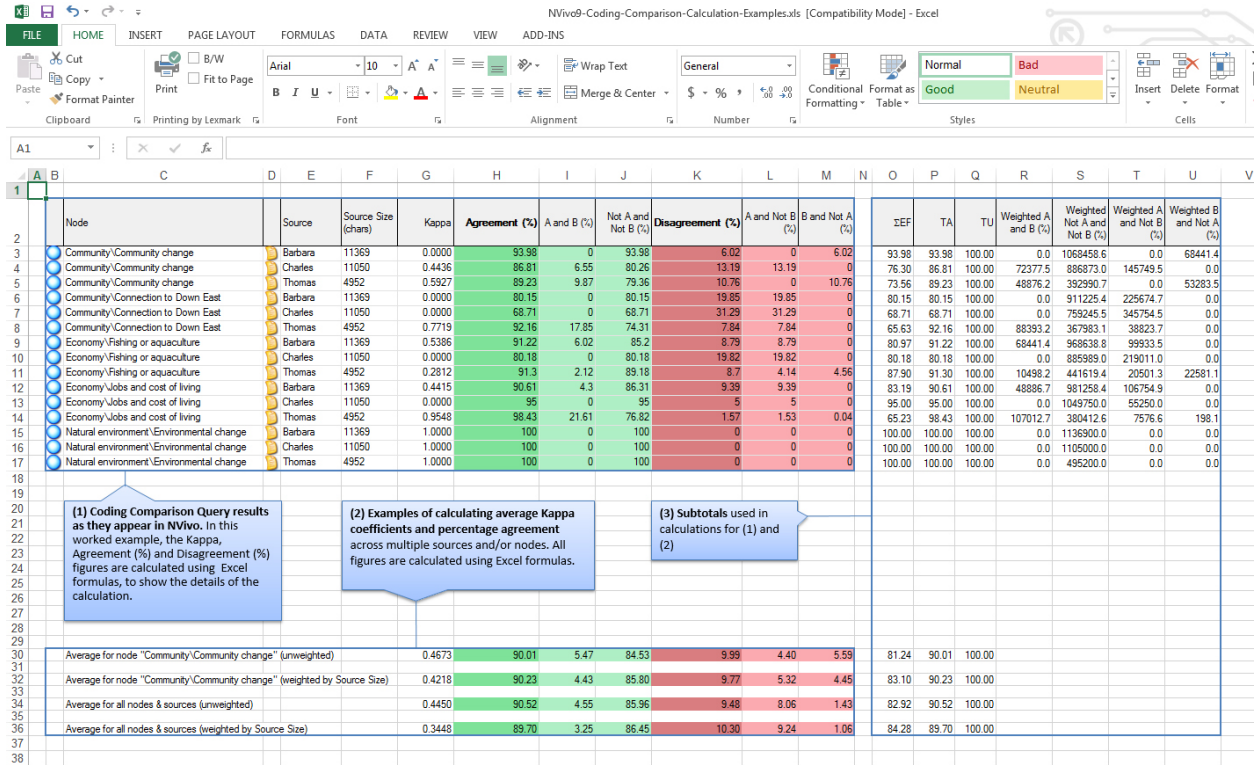 NVivo9-Coding-Comparison-Calculation-Examples.xls [Compatibility Mode] - Excel
FILE HOME INSERT PAGE LAYOUT FORMULAS DATA REVIEW VIEW ADD-INS
Paste
Cut
Copy
Format Painter
Clipboard
Print
B/W
Fit to Page
Printing by Lexmark
Arial 10
B I U
Font
Wrap Text
Merge & Center
Alignment
General
$ % ,
Number
Conditional Formatting
Format as Table
Normal Bad
Good Neutral
Styles
Insert Delete Format
Cells
A1
fx
A B C D E F G H I J K L M N O P Q R S T U V
1
2 Node Source Source Size (chars) Kappa Agreement (%) A and B (%) Not A and Not B (%) Disagreement (%) A and Not B (%) B and Not A (%) ΣEF TA TU Weighted A and B (%) Weighted Not A and Not B (%) Weighted A and Not B (%) Weighted B and Not A (%)
3 Community\Community change Barbara 11369 0.0000 93.98 0 93.98 6.02 0 6.02 93.98 93.98 100.00 0.0 1068458.6 0.0 68441.4
4 Community\Community change Charles 11050 0.4436 86.81 6.55 80.26 13.19 13.19 0 76.30 86.81 100.00 72377.5 886873.0 145749.5 0.0
5 Community\Community change Thomas 4952 0.5927 89.23 9.87 79.36 10.76 0 10.76 73.56 89.23 100.00 48876.2 392990.7 0.0 53283.5
6 Community\Connection to Down East Barbara 11369 0.0000 80.15 0 80.15 19.85 19.85 0 80.15 80.15 100.00 0.0 911225.4 225674.7 0.0
7 Community\Connection to Down East Charles 11050 0.0000 68.71 0 68.71 31.29 31.29 0 68.71 68.71 100.00 0.0 759245.5 345754.5 0.0
8 Community\Connection to Down East Thomas 4952 0.7719 92.16 17.85 74.31 7.84 7.84 0 65.63 92.16 100.00 88393.2 367983.1 38823.7 0.0
9 Economy\Fishing or aquaculture Barbara 11369 0.5386 91.22 6.02 85.2 8.79 8.79 0 80.97 91.22 100.00 68441.4 968638.8 99933.5 0.0
10 Economy\Fishing or aquaculture Charles 11050 0.0000 80.18 0 80.18 19.82 19.82 0 80.18 80.18 100.00 0.0 885989.0 219011.0 0.0
11 Economy\Fishing or aquaculture Thomas 4952 0.2812 91.3 2.12 89.18 8.7 4.14 4.56 87.90 91.30 100.00 10498.2 441619.4 20501.3 22581.1
12 Economy\Jobs and cost of living Barbara 11369 0.4415 90.61 4.3 86.31 9.39 9.39 0 83.19 90.61 100.00 48886.7 981258.4 106754.9 0.0
13 Economy\Jobs and cost of living Charles 11050 0.0000 95 0 95 5 5 0 95.00 95.00 100.00 0.0 1049750.0 55250.0 0.0
14 Economy\Jobs and cost of living Thomas 4952 0.9548 98.43 21.61 76.82 1.57 1.53 0.04 65.23 98.43 100.00 107012.7 380412.6 7576.6 198.1
15 Natural environment\Environmental change Barbara 11369 1.0000 100 0 100 0 0 0 100.00 100.00 100.00 0.0 1136900.0 0.0 0.0
16 Natural environment\Environmental change Charles 11050 1.0000 100 0 100 0 0 0 100.00 100.00 100.00 0.0 1105000.0 0.0 0.0
17 Natural environment\Environmental change Thomas 4952 1.0000 100 0 100 0 0 0 100.00 100.00 100.00 0.0 495200.0 0.0 0.0
18
19
20
21
22
23
24
25
26
27
28
29
(1) Coding Comparison Query results
as they appear in NVivo. In this
worked example, the Kappa,
Agreement (%) and Disagreement (%)
figures are calculated using Excel
formulas, to show the details of the
calculation.
(2) Examples of calculating average Kappa
coefficients and percentage agreement
across multiple sources and/or nodes. All
figures are calculated using Excel formulas.
(3) Subtotals used in
calculations for (1) and
(2)
30 Average for node "Community\Community change" (unweighted) 0.4673 90.01 5.47 84.53 9.99 4.40 5.59 81.24 90.01 100.00
31
32 Average for node "Community\Community change" (weighted by Source Size) 0.4218 90.23 4.43 85.80 9.77 5.32 4.45 83.10 90.23 100.00
33
34 Average for all nodes & sources (unweighted) 0.4450 90.52 4.55 85.96 9.48 8.06 1.43 82.92 90.52 100.00
35
36 Average for all nodes & sources (weighted by Source Size) 0.3448 89.70 3.25 86.45 10.30 9.24 1.06 84.28 89.70 100.00
37
38